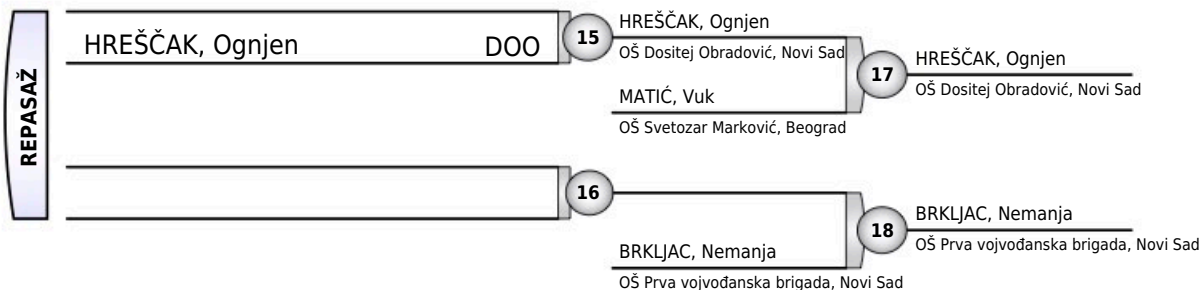 REPASAŽ
HREŠČAK, Ognjen DOO
15
HREŠČAK, Ognjen
OŠ Dositej Obradović, Novi Sad
MATIĆ, Vuk
OŠ Svetozar Marković, Beograd
17
HREŠČAK, Ognjen
OŠ Dositej Obradović, Novi Sad
16
BRKLJAC, Nemanja
OŠ Prva vojvođanska brigada, Novi Sad
18
BRKLJAC, Nemanja
OŠ Prva vojvođanska brigada, Novi Sad